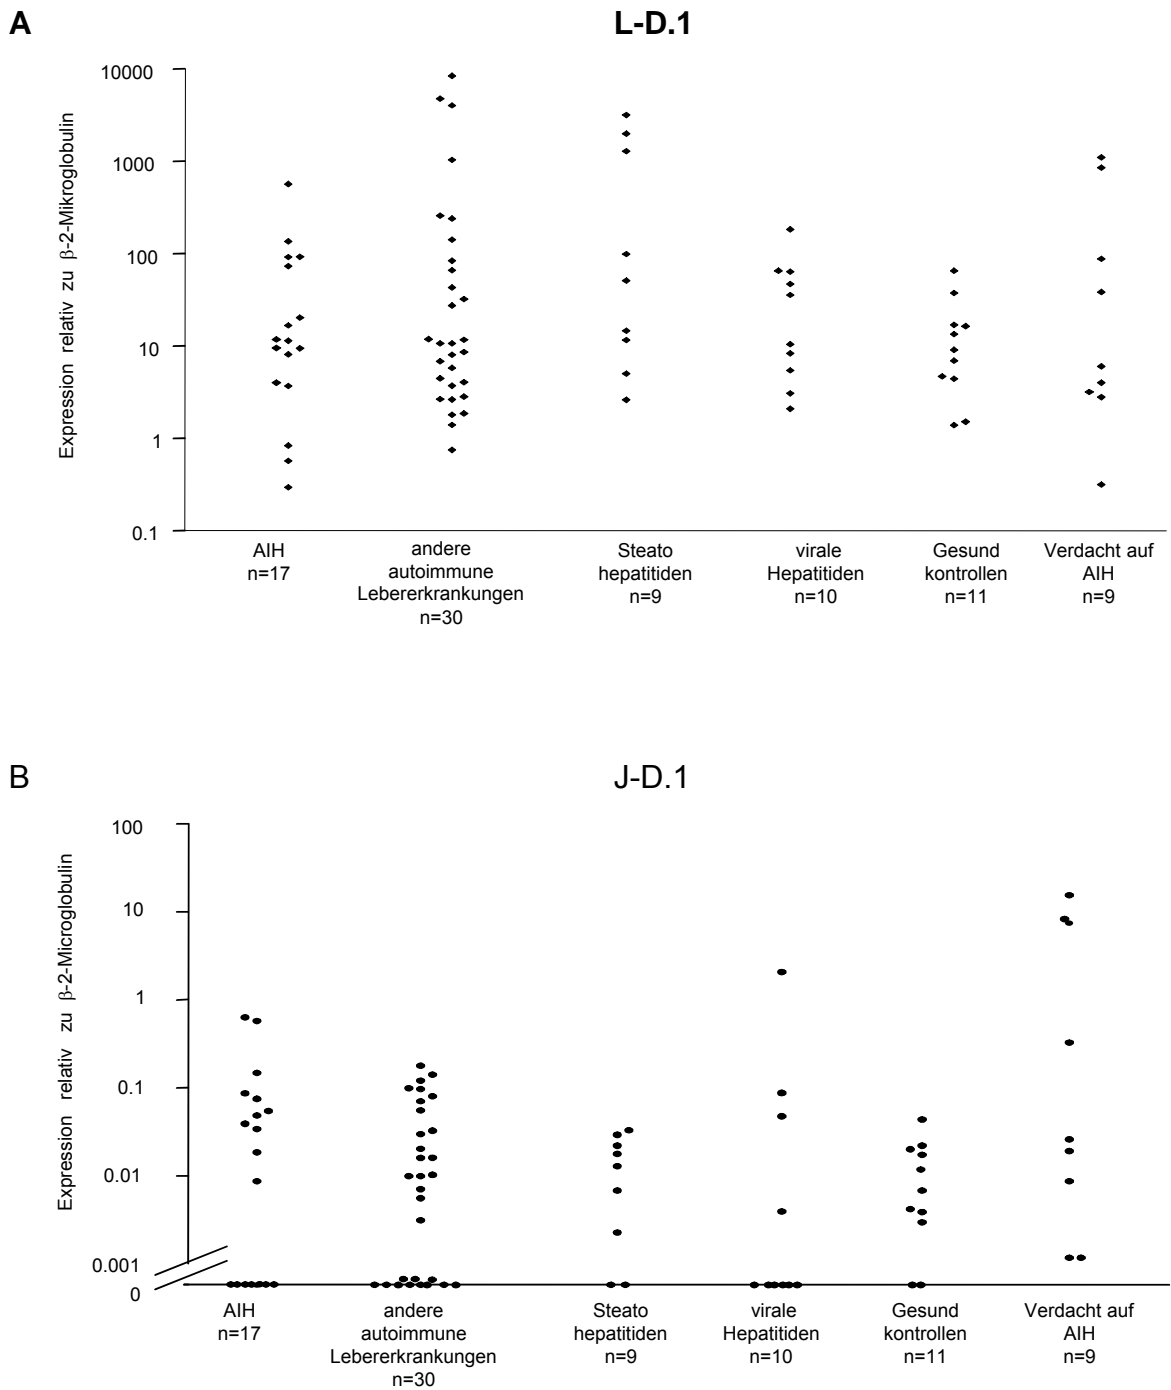 A
L-D.1
Expression relativ zu β-2-Mikroglobulin
10000
1000
100
10
1
0.1
AIH
n=17
andere
autoimmune
Lebererkrankungen
n=30
Steato
hepatitiden
n=9
virale
Hepatitiden
n=10
Gesund
kontrollen
n=11
Verdacht auf
AIH
n=9
B
J-D.1
Expression relativ zu β-2-Microglobulin
100
10
1
0.1
0.01
0.001
0
AIH
n=17
andere
autoimmune
Lebererkrankungen
n=30
Steato
hepatitiden
n=9
virale
Hepatitiden
n=10
Gesund
kontrollen
n=11
Verdacht auf
AIH
n=9